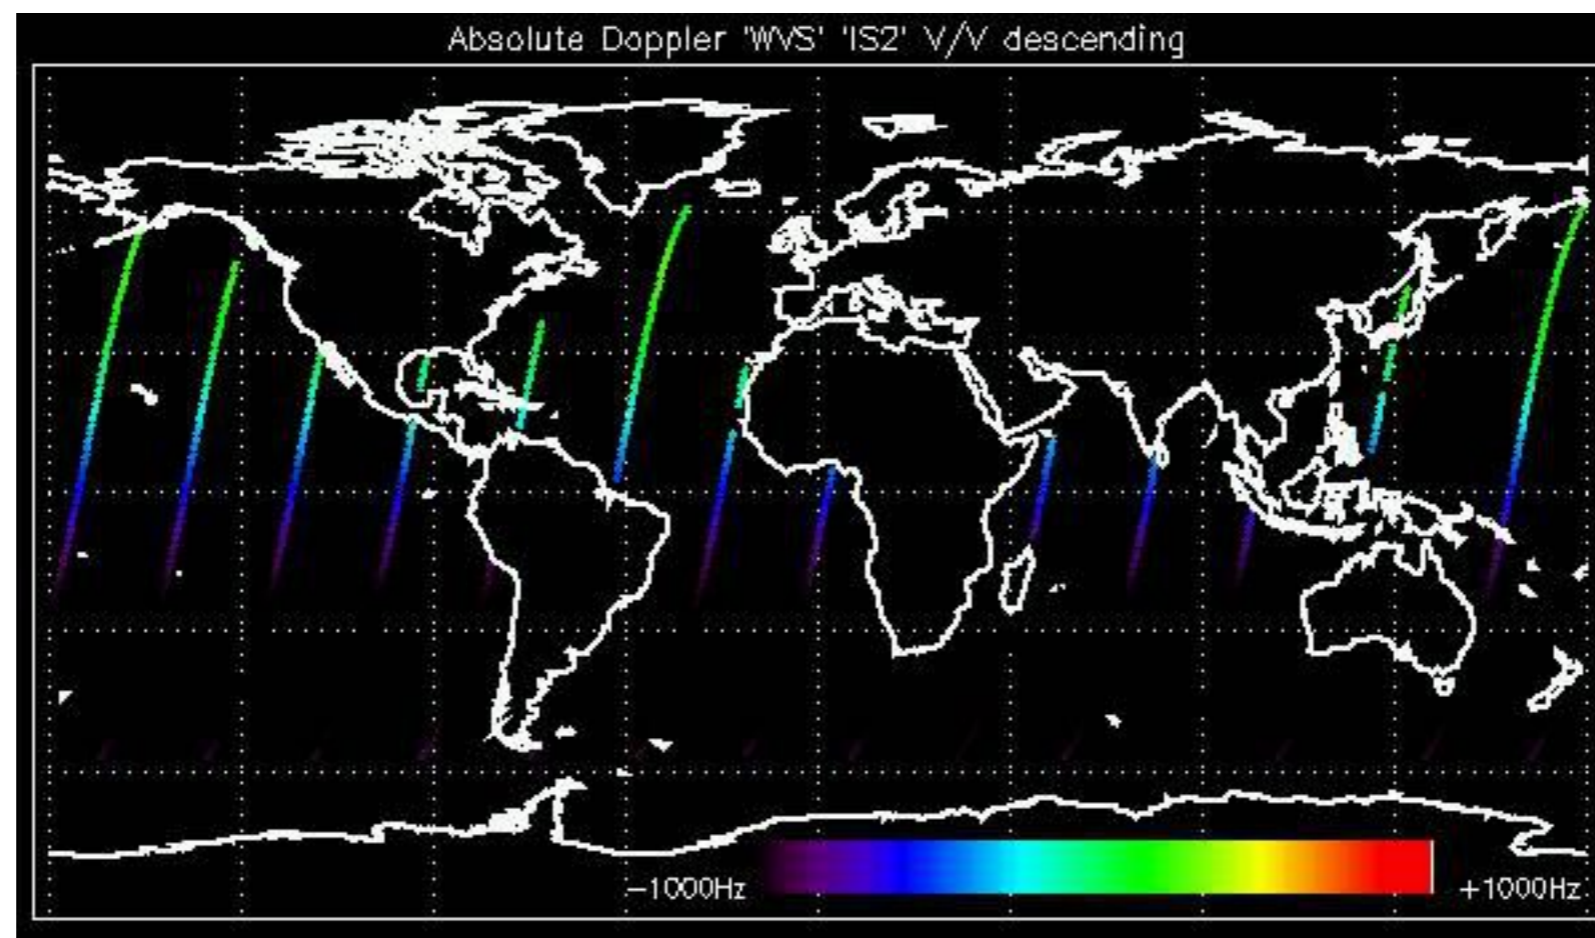 Absolute Doppler 'WVS' 'IS2' V/V descending
-1000Hz
+1000Hz